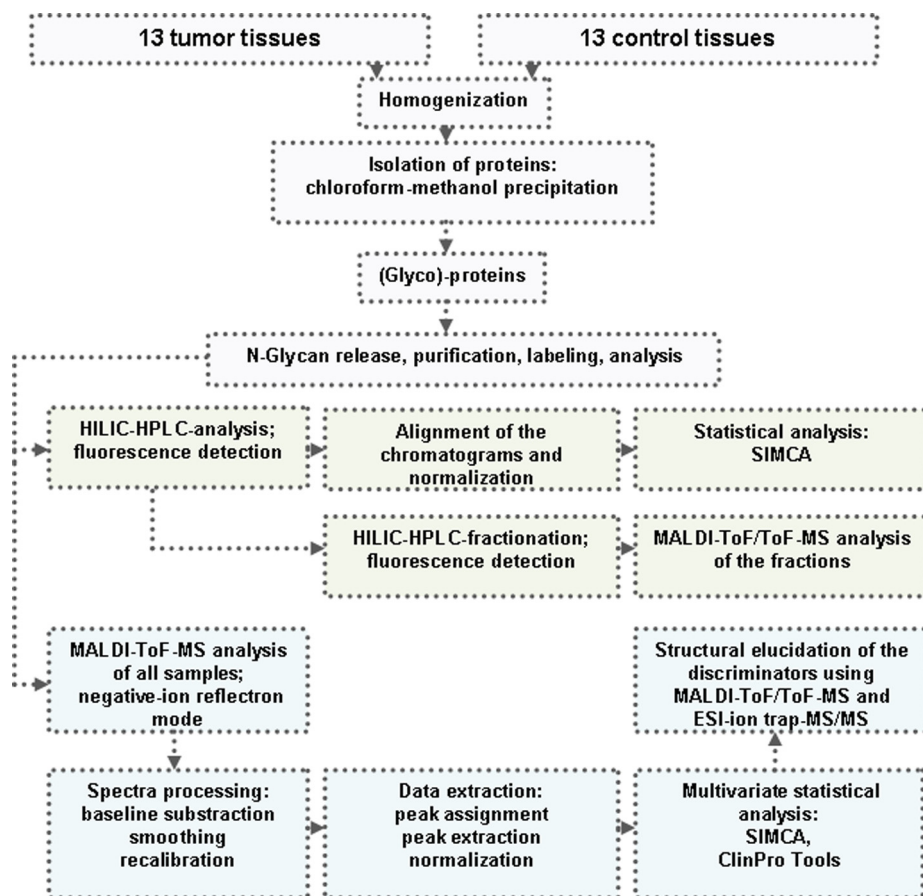 13 tumor tissues
13 control tissues
Homogenization
Isolation of proteins:
chloroform-methanol precipitation
(Glyco)-proteins
N-Glycan release, purification, labeling, analysis
HILIC-HPLC-analysis;
fluorescence detection
Alignment of the
chromatograms and
normalization
Statistical analysis:
SIMCA
HILIC-HPLC-fractionation;
fluorescence detection
MALDI-ToF/ToF-MS analysis
of the fractions
MALDI-ToF-MS analysis
of all samples;
negative-ion reflectron
mode
Structural elucidation of the
discriminators using
MALDI-ToF/ToF-MS and
ESI-ion trap-MS/MS
Spectra processing:
baseline substraction
smoothing
recalibration
Data extraction:
peak assignment
peak extraction
normalization
Multivariate statistical
analysis:
SIMCA,
ClinPro Tools